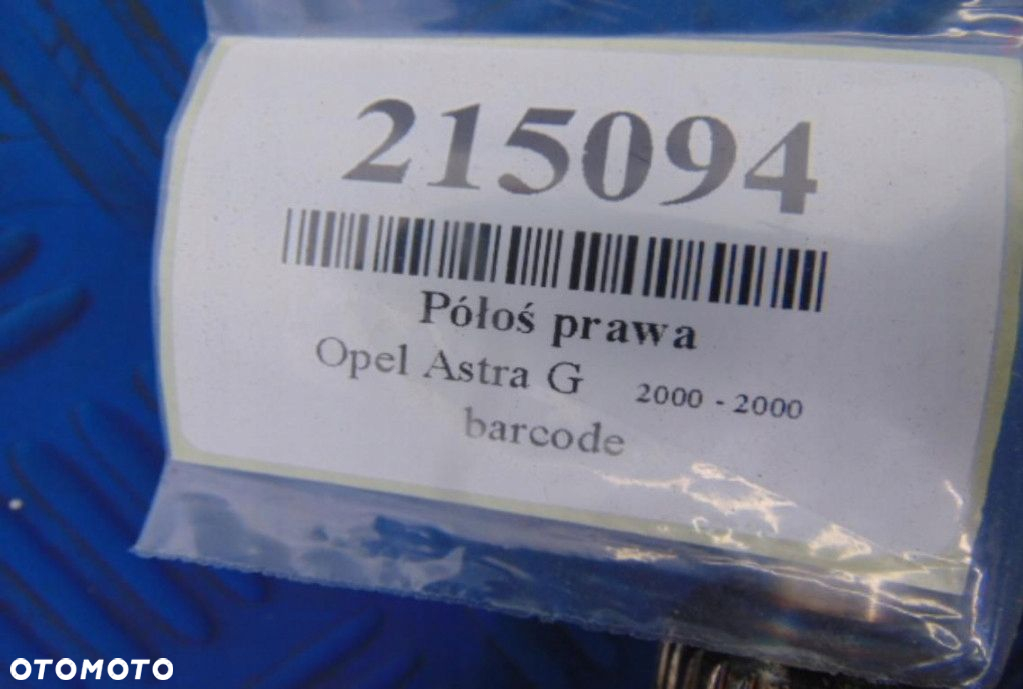 215094
Półoś prawa
Opel Astra G 2000 - 2000
barcode
OTOMOTO